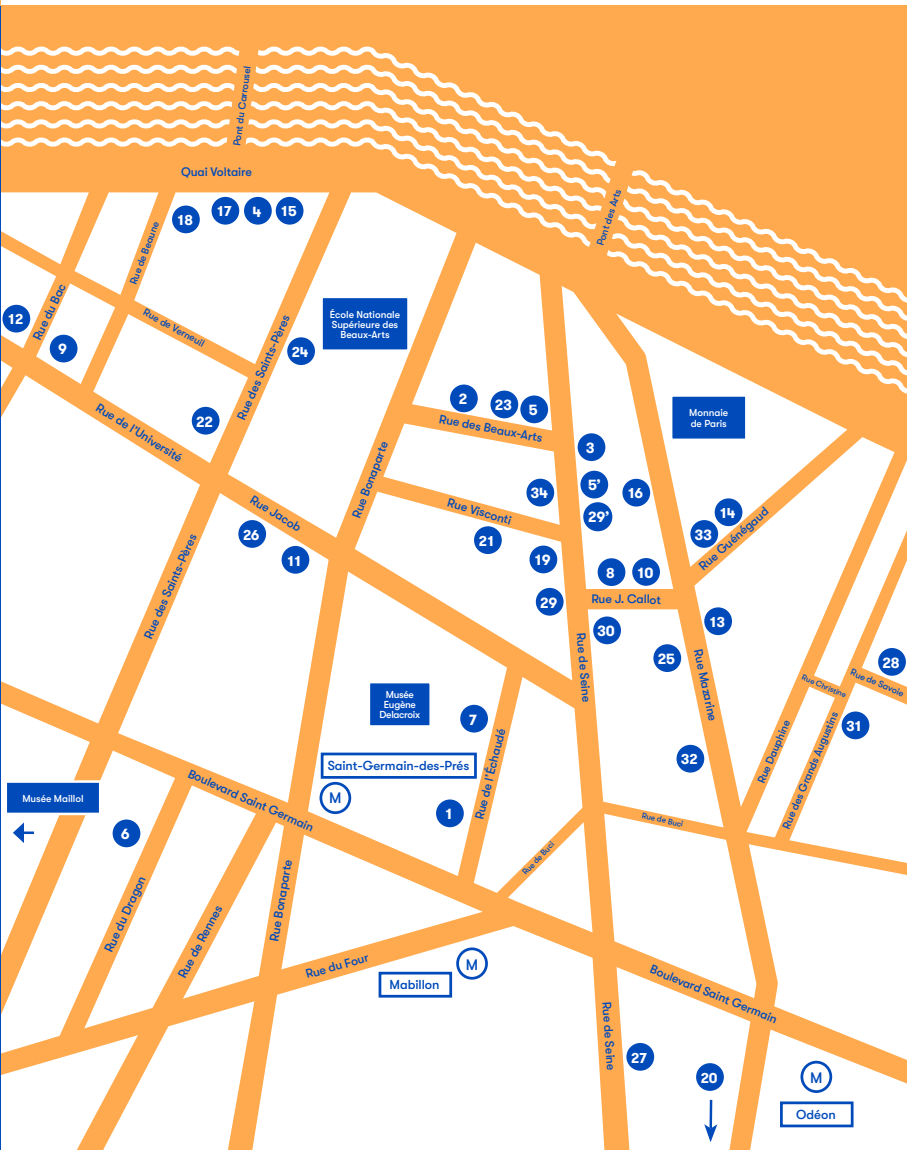 Pont du Carrousel
Quai Voltaire
Pont des Arts
18
17
4
15
Rue de Beaune
12
Rue du Bac
9
Rue de Verneuil
Rue des Saints-Pères
24
École Nationale
Supérieure des
Beaux-Arts
22
Rue de l'Université
2
23
5
Rue des Beaux-Arts
3
Monnaie
de Paris
Rue Bonaparte
34
5’
16
29’
Rue Visconti
21
Rue Jacob
26
11
14
33
Rue Guénégaud
19
8
10
29
Rue J. Callot
30
13
25
Rue des Saints-Pères
Rue de Seine
Rue Mazarine
28
Rue de Savoie
Rue Christine
31
Musée
Eugène
Delacroix
7
Rue de l'Échaudé
32
Rue Dauphine
Rue des Grands Augustins
Saint-Germain-des-Prés
M
Musée Maillol
6
Boulevard Saint Germain
1
Rue de Buci
Rue de Buci
Rue du Dragon
Rue de Rennes
Rue Bonaparte
Rue du Four
M
Mabillon
Boulevard Saint Germain
Rue de Seine
27
20
M
Odéon